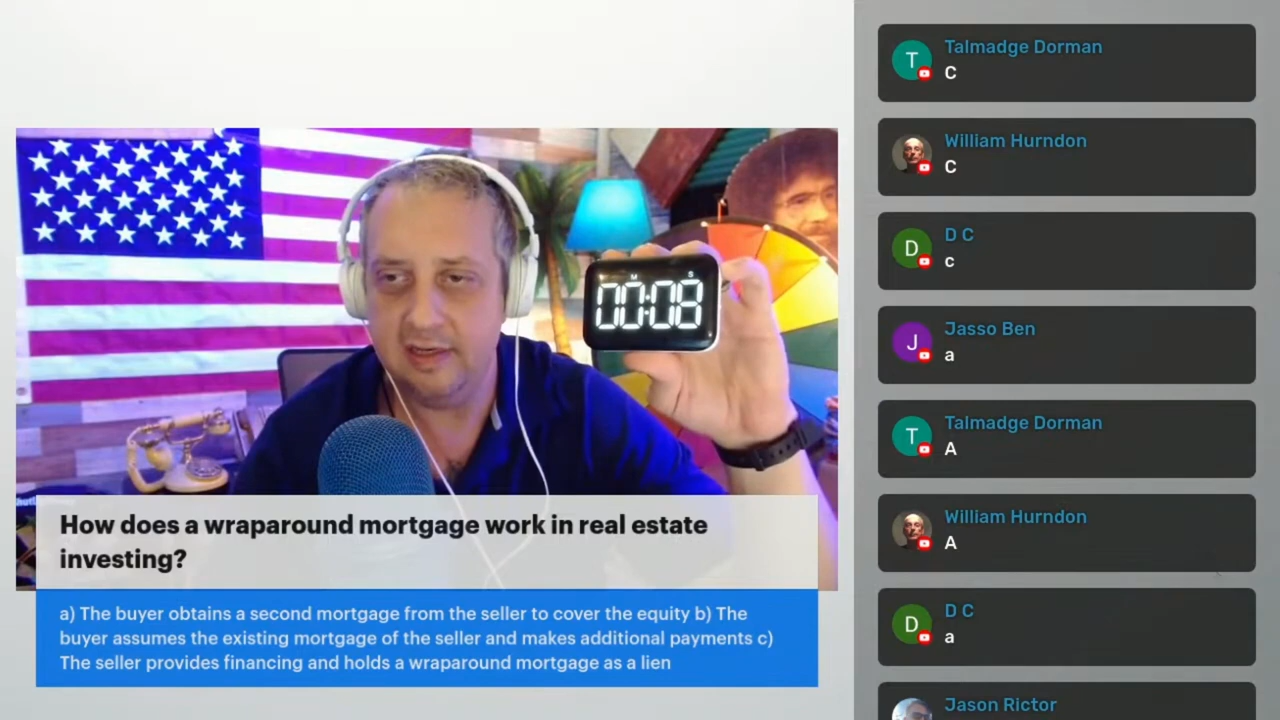 M S
00:08
How does a wraparound mortgage work in real estate
investing?
a) The buyer obtains a second mortgage from the seller to cover the equity b) The
buyer assumes the existing mortgage of the seller and makes additional payments c)
The seller provides financing and holds a wraparound mortgage as a lien
T
Talmadge Dorman
C
William Hurndon
C
D
D C
c
J
Jasso Ben
a
T
Talmadge Dorman
A
William Hurndon
A
D
D C
a
Jason Rictor